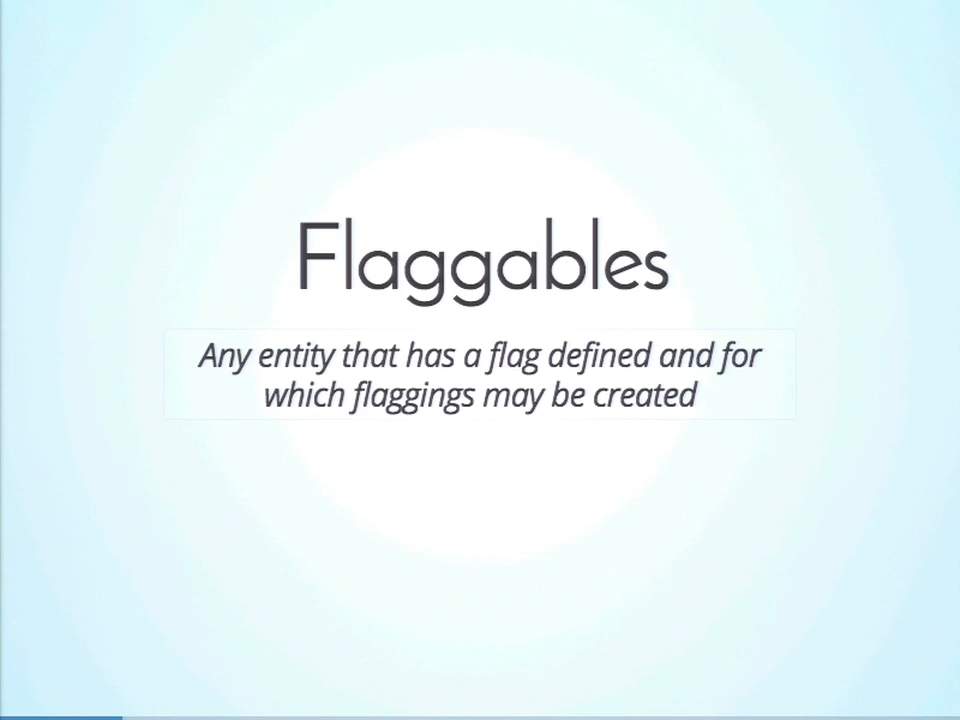 Flaggables
Any entity that has a flag defined and for
which flaggings may be created